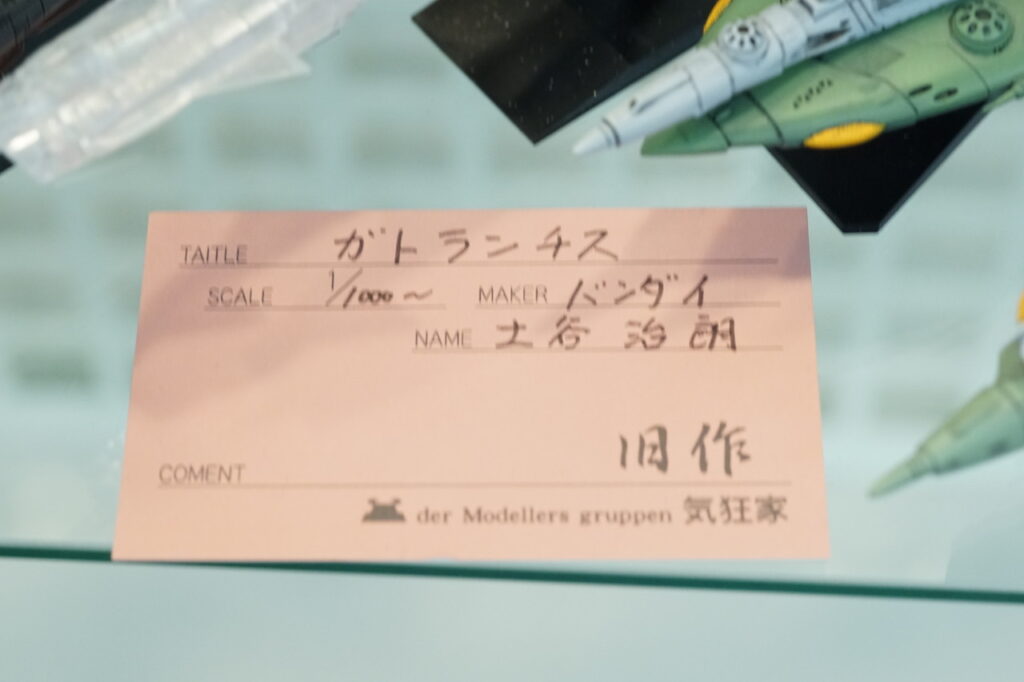 TAITLE ガトランチス
SCALE 1/1000～ MAKER バンダイ
NAME 土谷 治朗
旧作
COMENT
der Modellers gruppen 気狂家